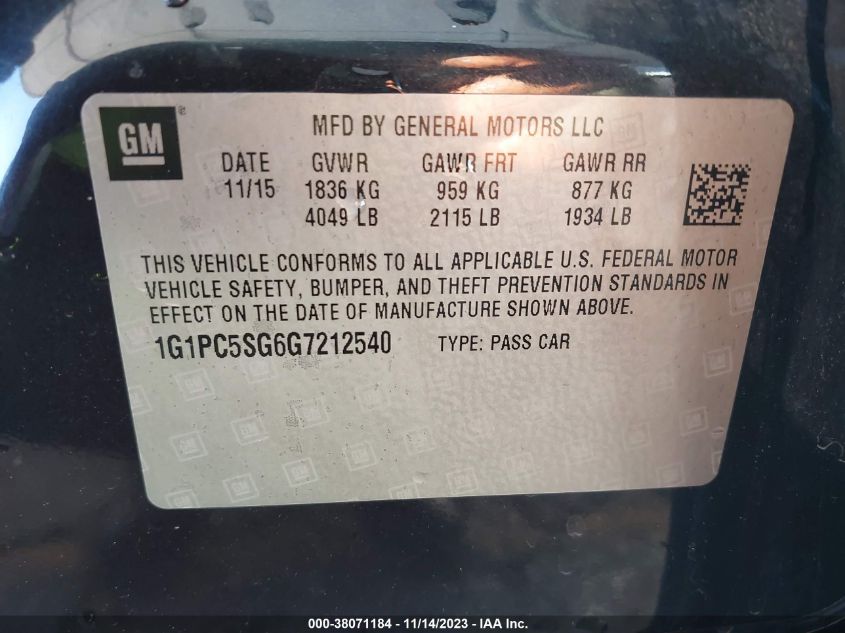 GM
MFD BY GENERAL MOTORS LLC
DATE GVWR GAWR FRT GAWR RR
11/15 1836 KG 959 KG 877 KG
4049 LB 2115 LB 1934 LB
THIS VEHICLE CONFORMS TO ALL APPLICABLE U.S. FEDERAL MOTOR
VEHICLE SAFETY, BUMPER, AND THEFT PREVENTION STANDARDS IN
EFFECT ON THE DATE OF MANUFACTURE SHOWN ABOVE.
1G1PC5SG6G7212540 TYPE: PASS CAR
000-38071184 - 11/14/2023 - IAA Inc.